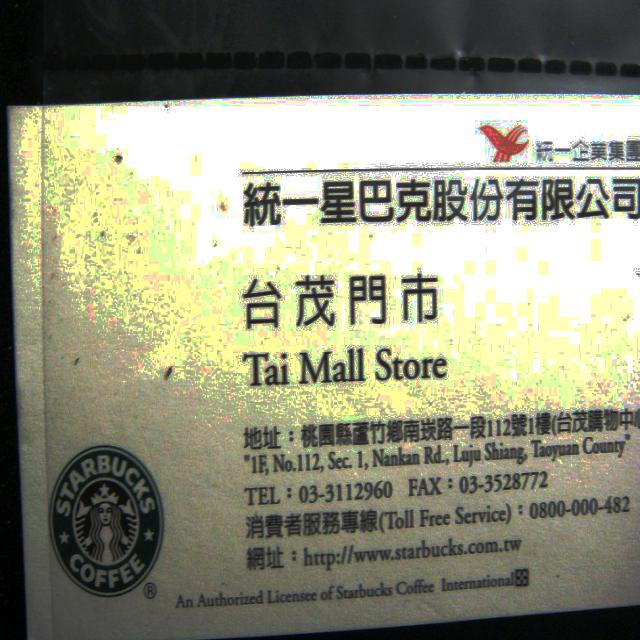 統一企業集團
統一星巴克股份有限公司
台茂門市
Tai Mall Store
地址：桃園縣蘆竹鄉南崁路一段112號1樓(台茂購物中心
"1F, No.112, Sec. 1, Nankan Rd., Luju Shiang, Taoyuan County"
TEL：03-3112960 FAX：03-3528772
消費者服務專線(Toll Free Service)：0800-000-482
網址：http://www.starbucks.com.tw
STARBUCKS
COFFEE
®
An Authorized Licensee of Starbucks Coffee International